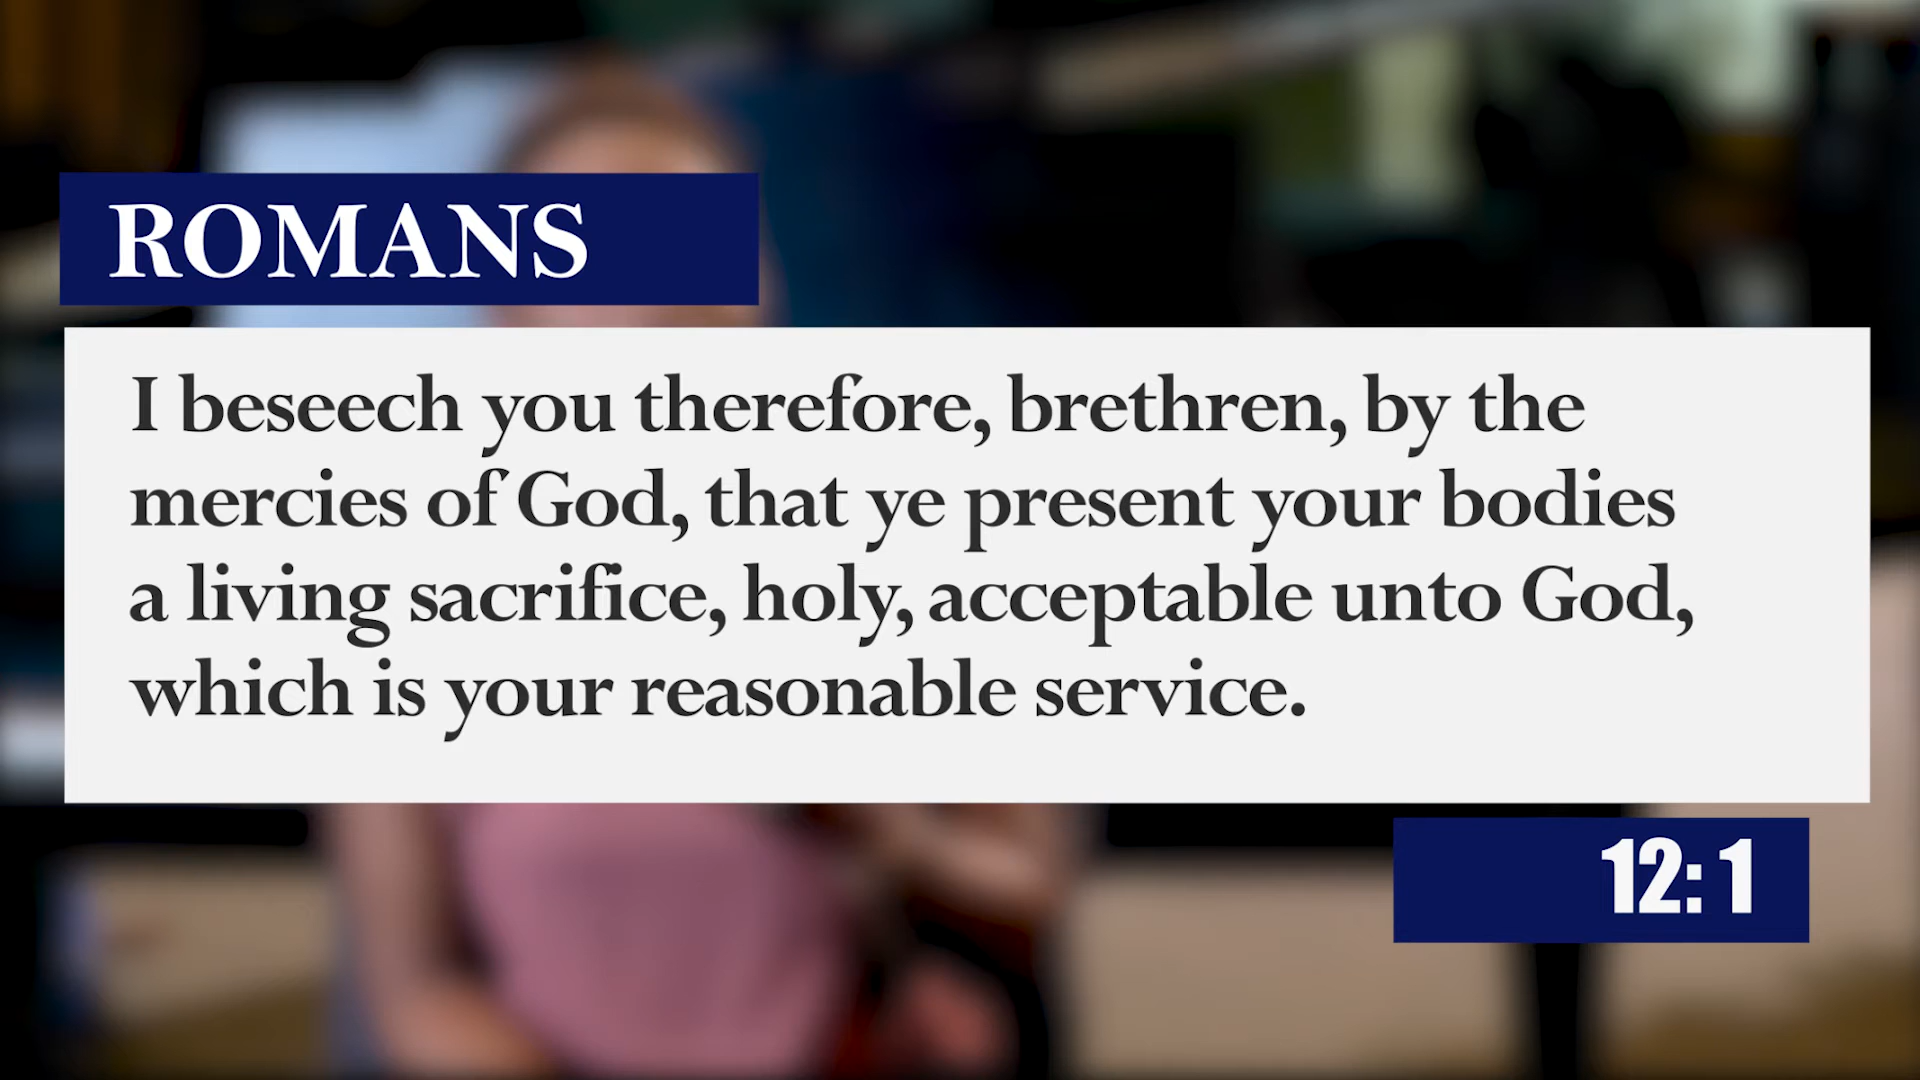 ROMANS
I beseech you therefore, brethren, by the
mercies of God, that ye present your bodies
a living sacrifice, holy, acceptable unto God,
which is your reasonable service.
12: 1